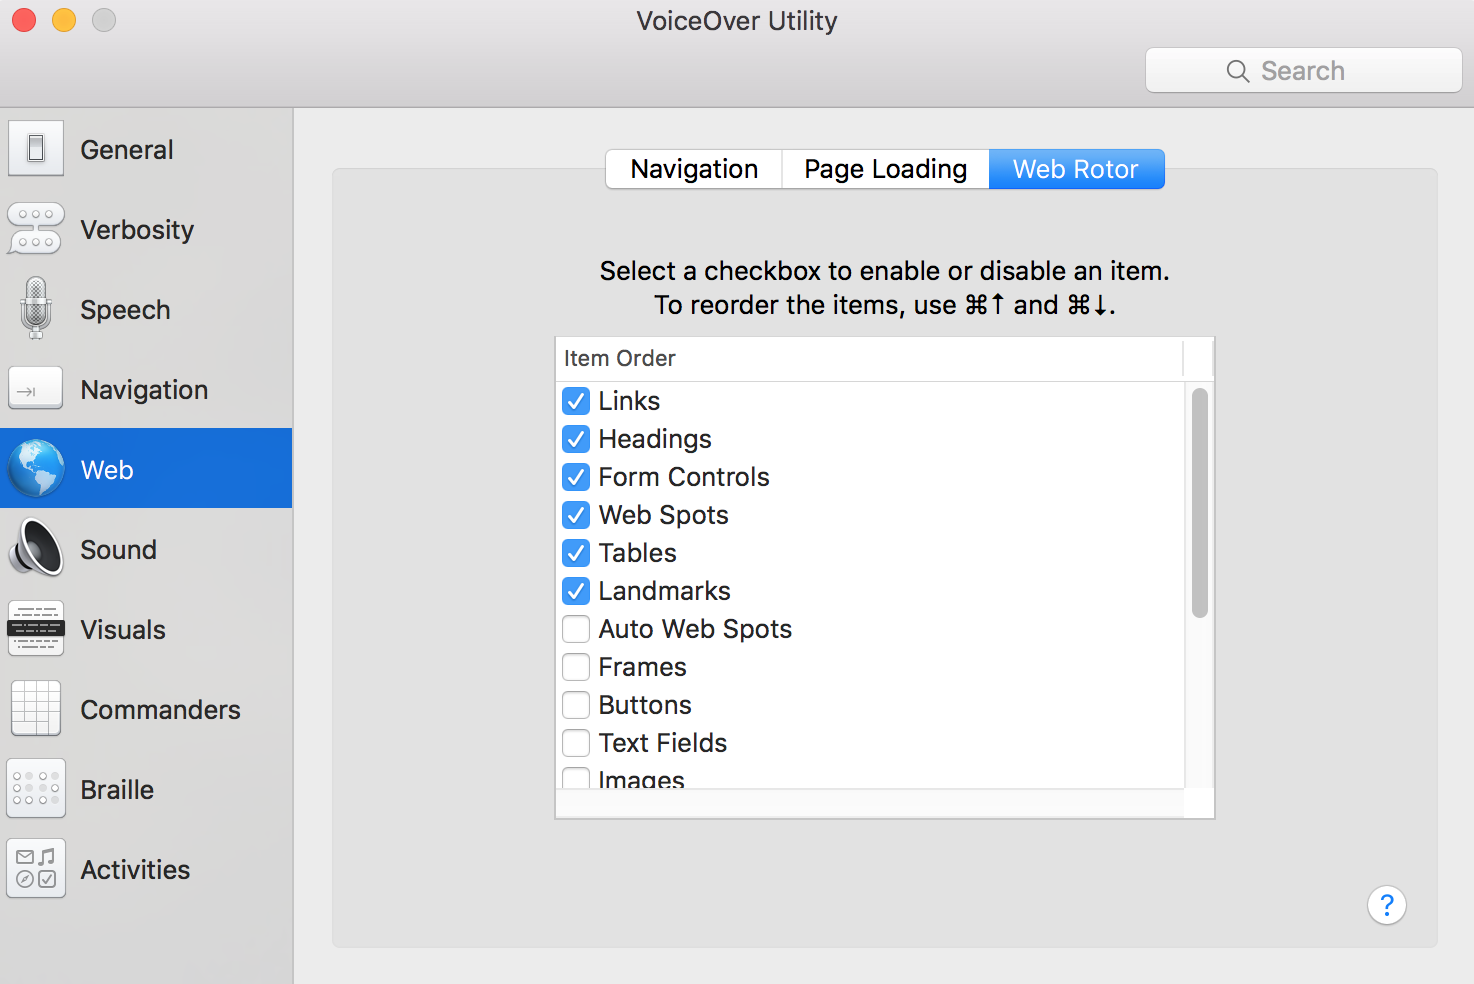 VoiceOver Utility
Search
General
Verbosity
Speech
Navigation
Web
Sound
Visuals
Commanders
Braille
Activities
Navigation Page Loading Web Rotor
Select a checkbox to enable or disable an item.
To reorder the items, use ⌘↑ and ⌘↓.
Item Order
Links
Headings
Form Controls
Web Spots
Tables
Landmarks
Auto Web Spots
Frames
Buttons
Text Fields
Images
?